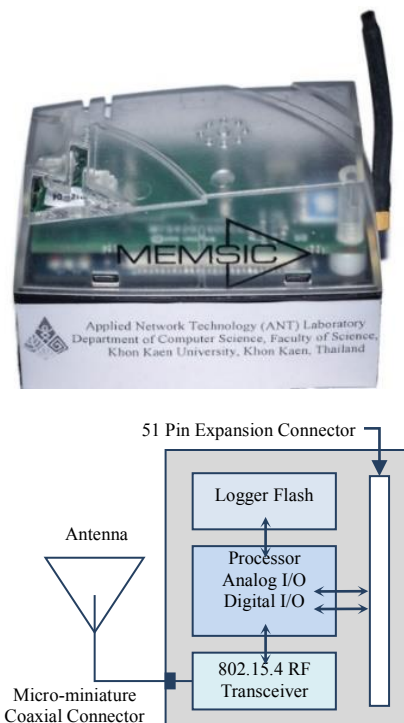 MEMSIC
Applied Network Technology (ANT) Laboratory
Department of Computer Science, Faculty of Science,
Khon Kaen University, Khon Kaen, Thailand
51 Pin Expansion Connector
Logger Flash
Antenna
Processor
Analog I/O
Digital I/O
802.15.4 RF
Transceiver
Micro-miniature
Coaxial Connector